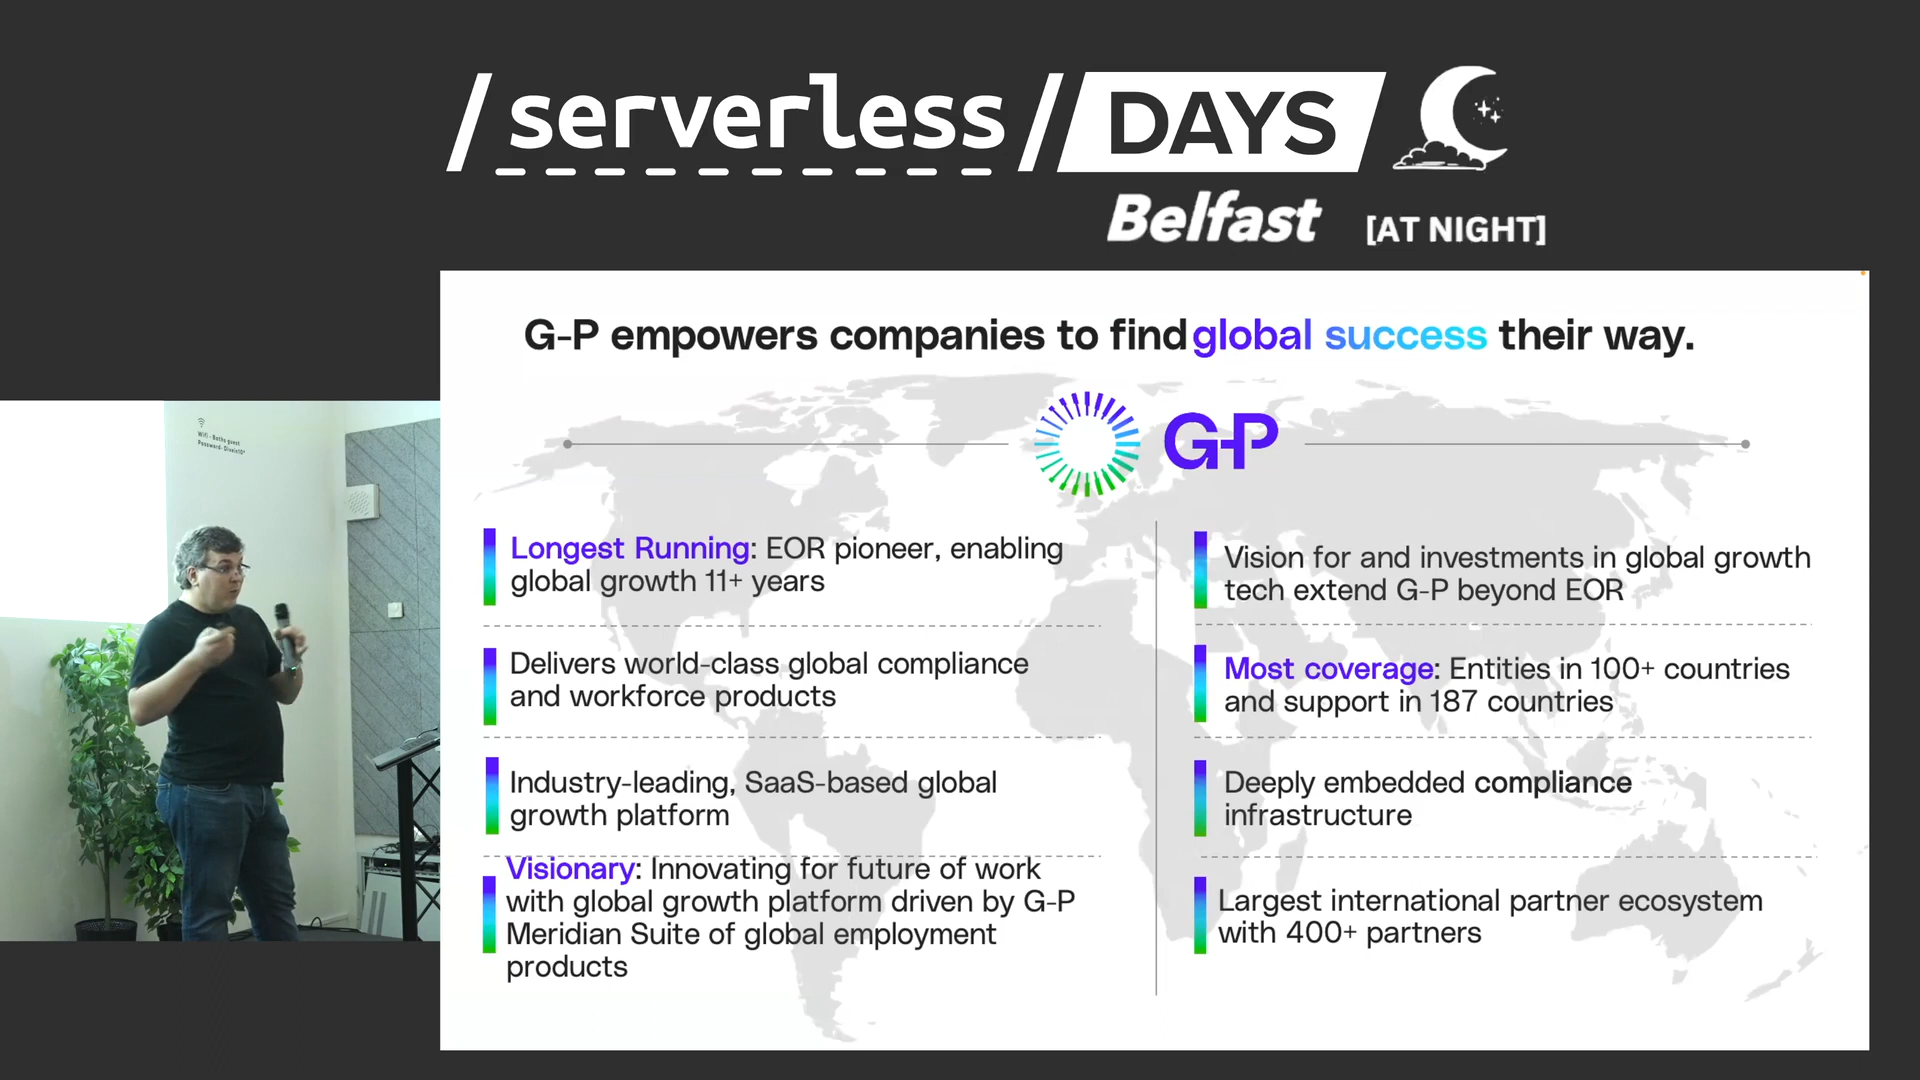 /serverless/DAYS
Belfast [AT NIGHT]
G-P empowers companies to find global success their way.
G-P
Longest Running: EOR pioneer, enabling
global growth 11+ years
Delivers world-class global compliance
and workforce products
Industry-leading, SaaS-based global
growth platform
Visionary: Innovating for future of work
with global growth platform driven by G-P
Meridian Suite of global employment
products
Vision for and investments in global growth
tech extend G-P beyond EOR
Most coverage: Entities in 100+ countries
and support in 187 countries
Deeply embedded compliance
infrastructure
Largest international partner ecosystem
with 400+ partners